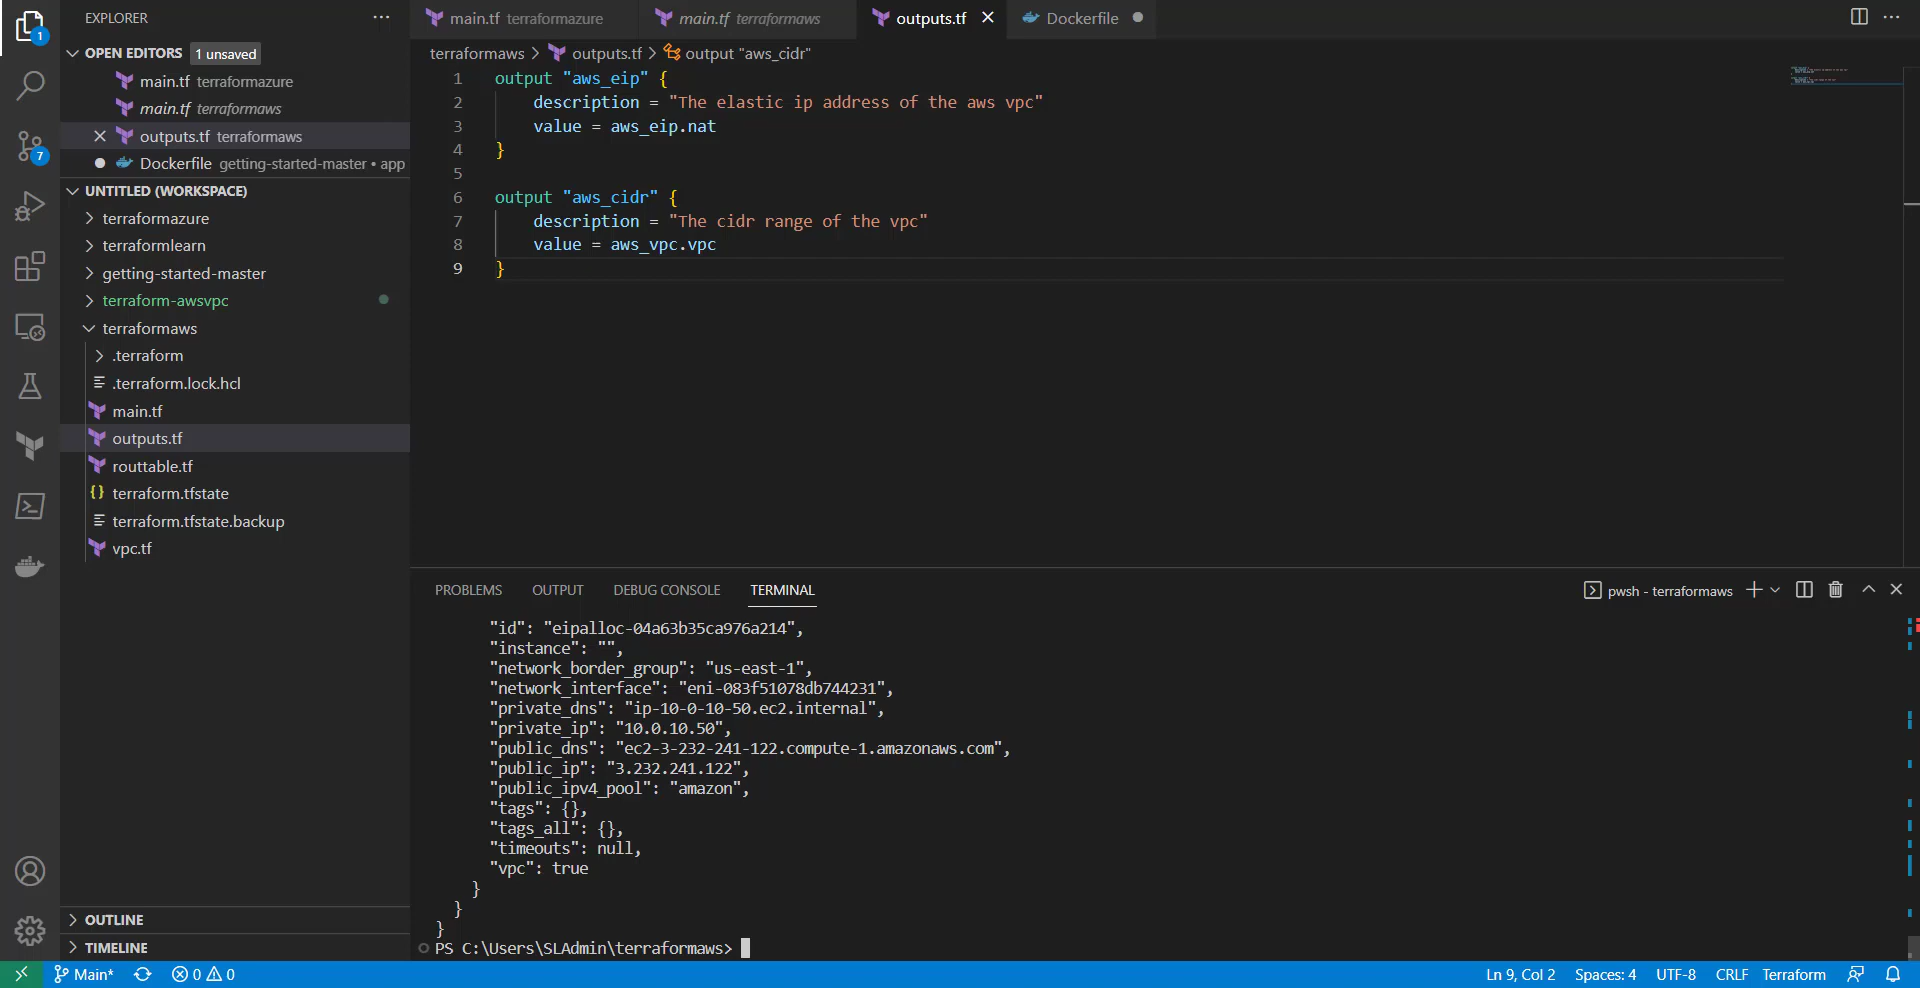 EXPLORER
1
OPEN EDITORS 1 unsaved
main.tf terraformazure
main.tf terraformaws
outputs.tf terraformaws
Dockerfile getting-started-master • app
7
UNTITLED (WORKSPACE)
terraformazure
terraformlearn
getting-started-master
terraform-awsvpc
terraformaws
.terraform
.terraform.lock.hcl
main.tf
outputs.tf
routtable.tf
terraform.tfstate
terraform.tfstate.backup
vpc.tf
OUTLINE
TIMELINE
main.tf terraformazure
main.tf terraformaws
outputs.tf
Dockerfile
terraformaws > outputs.tf > output "aws_cidr"
1 output "aws_eip" {
2 description = "The elastic ip address of the aws vpc"
3 value = aws_eip.nat
4 }
5
6 output "aws_cidr" {
7 description = "The cidr range of the vpc"
8 value = aws_vpc.vpc
9 }
PROBLEMS OUTPUT DEBUG CONSOLE TERMINAL
pwsh - terraformaws
"id": "eipalloc-04a63b35ca976a214",
"instance": "",
"network_border_group": "us-east-1",
"network_interface": "eni-083f51078db744231",
"private_dns": "ip-10-0-10-50.ec2.internal",
"private_ip": "10.0.10.50",
"public_dns": "ec2-3-232-241-122.compute-1.amazonaws.com",
"public_ip": "3.232.241.122",
"public_ipv4_pool": "amazon",
"tags": {},
"tags_all": {},
"timeouts": null,
"vpc": true
}
}
}
PS C:\Users\SLAdmin\terraformaws>
Main* 0 0
Ln 9, Col 2 Spaces: 4 UTF-8 CRLF Terraform